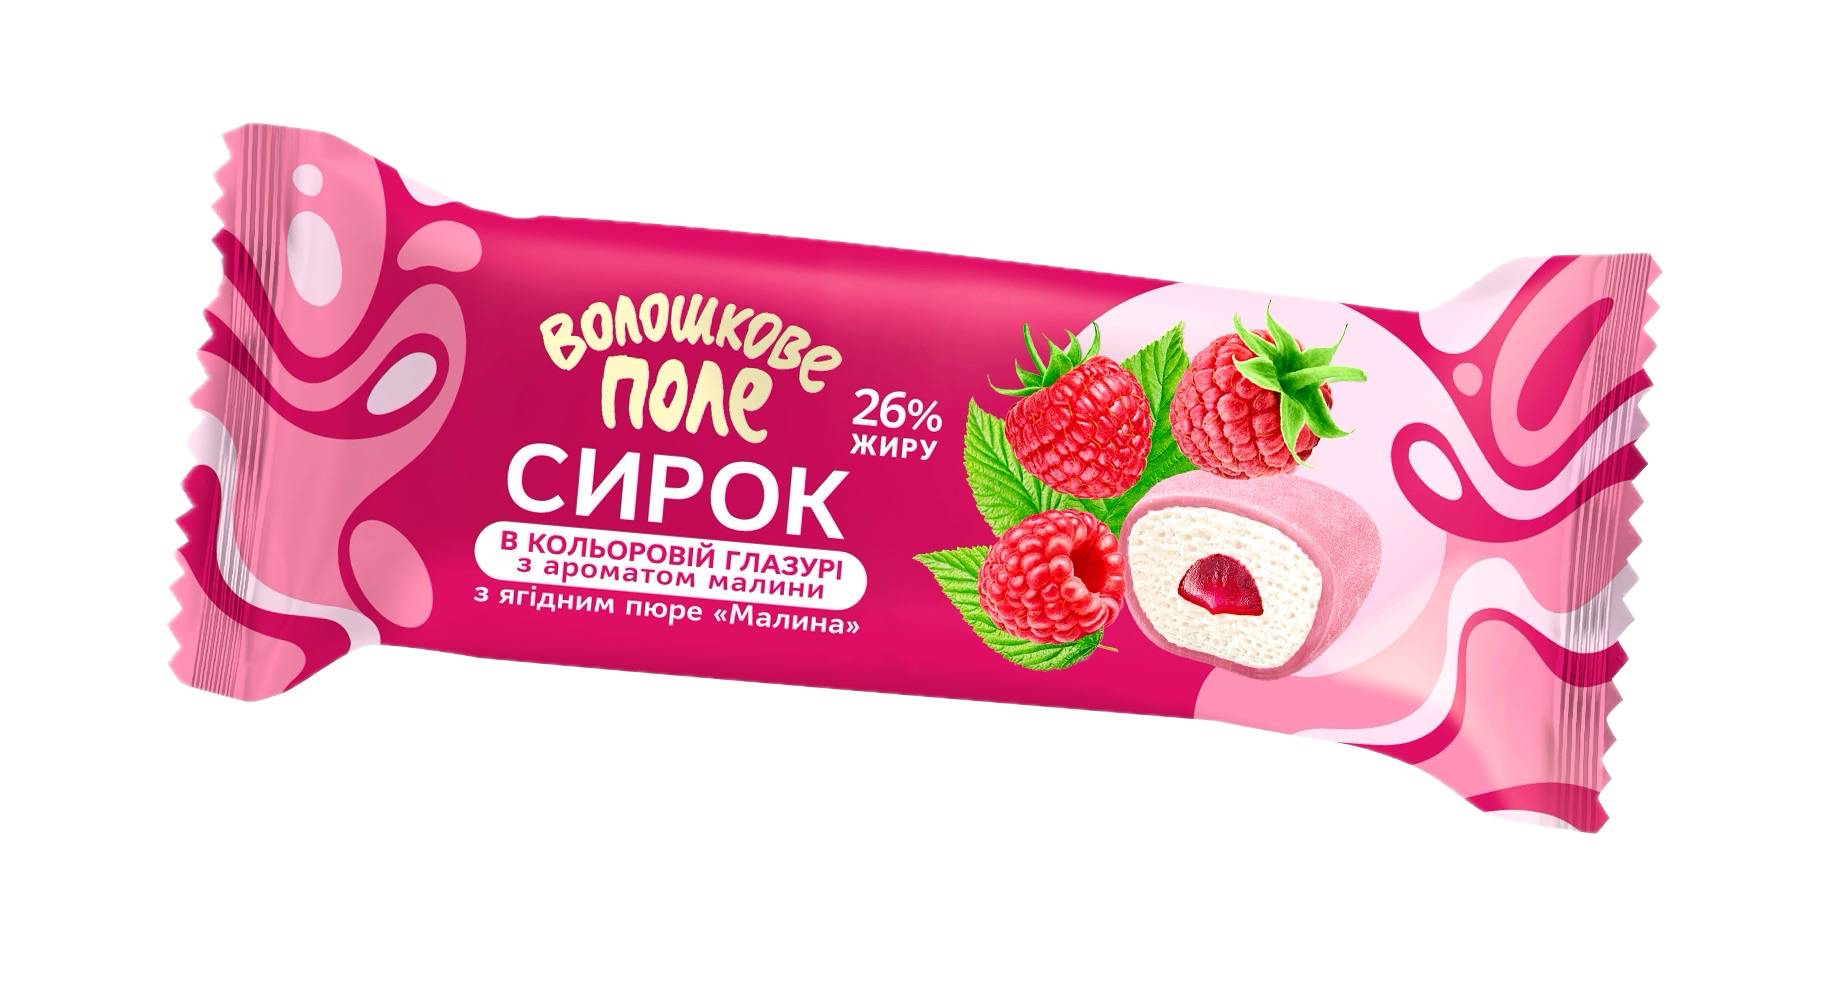 Волошкове
поле
26%
ЖИРУ
СИРОК
В КОЛЬОРОВІЙ ГЛАЗУРІ
з ароматом малини
з ягідним пюре «Малина»